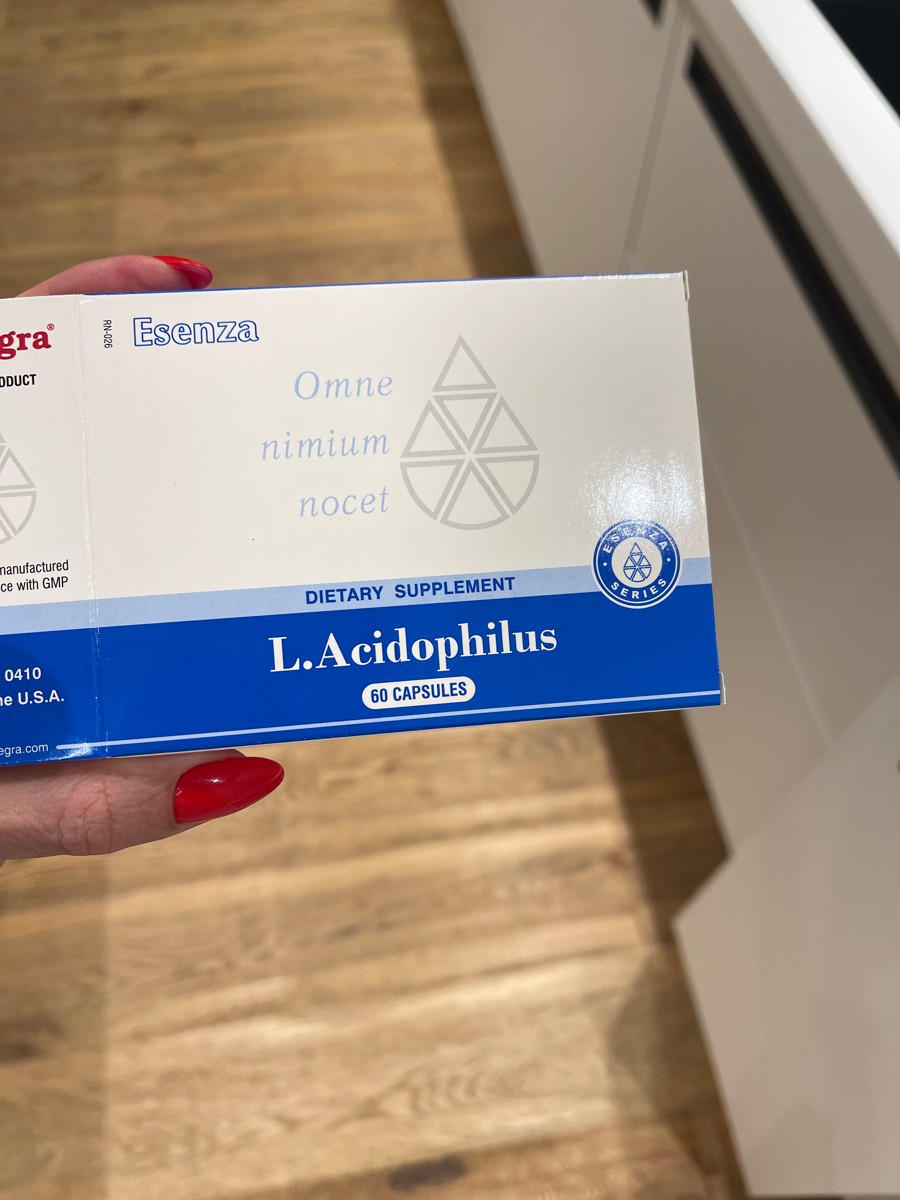 gra®
ODUCT
manufactured
ce with GMP
0410
he U.S.A.
egra.com
RN-026
Esenza
Omne
nimium
nocet
DIETARY SUPPLEMENT
ESENZA
SERIES
L.Acidophilus
60 CAPSULES